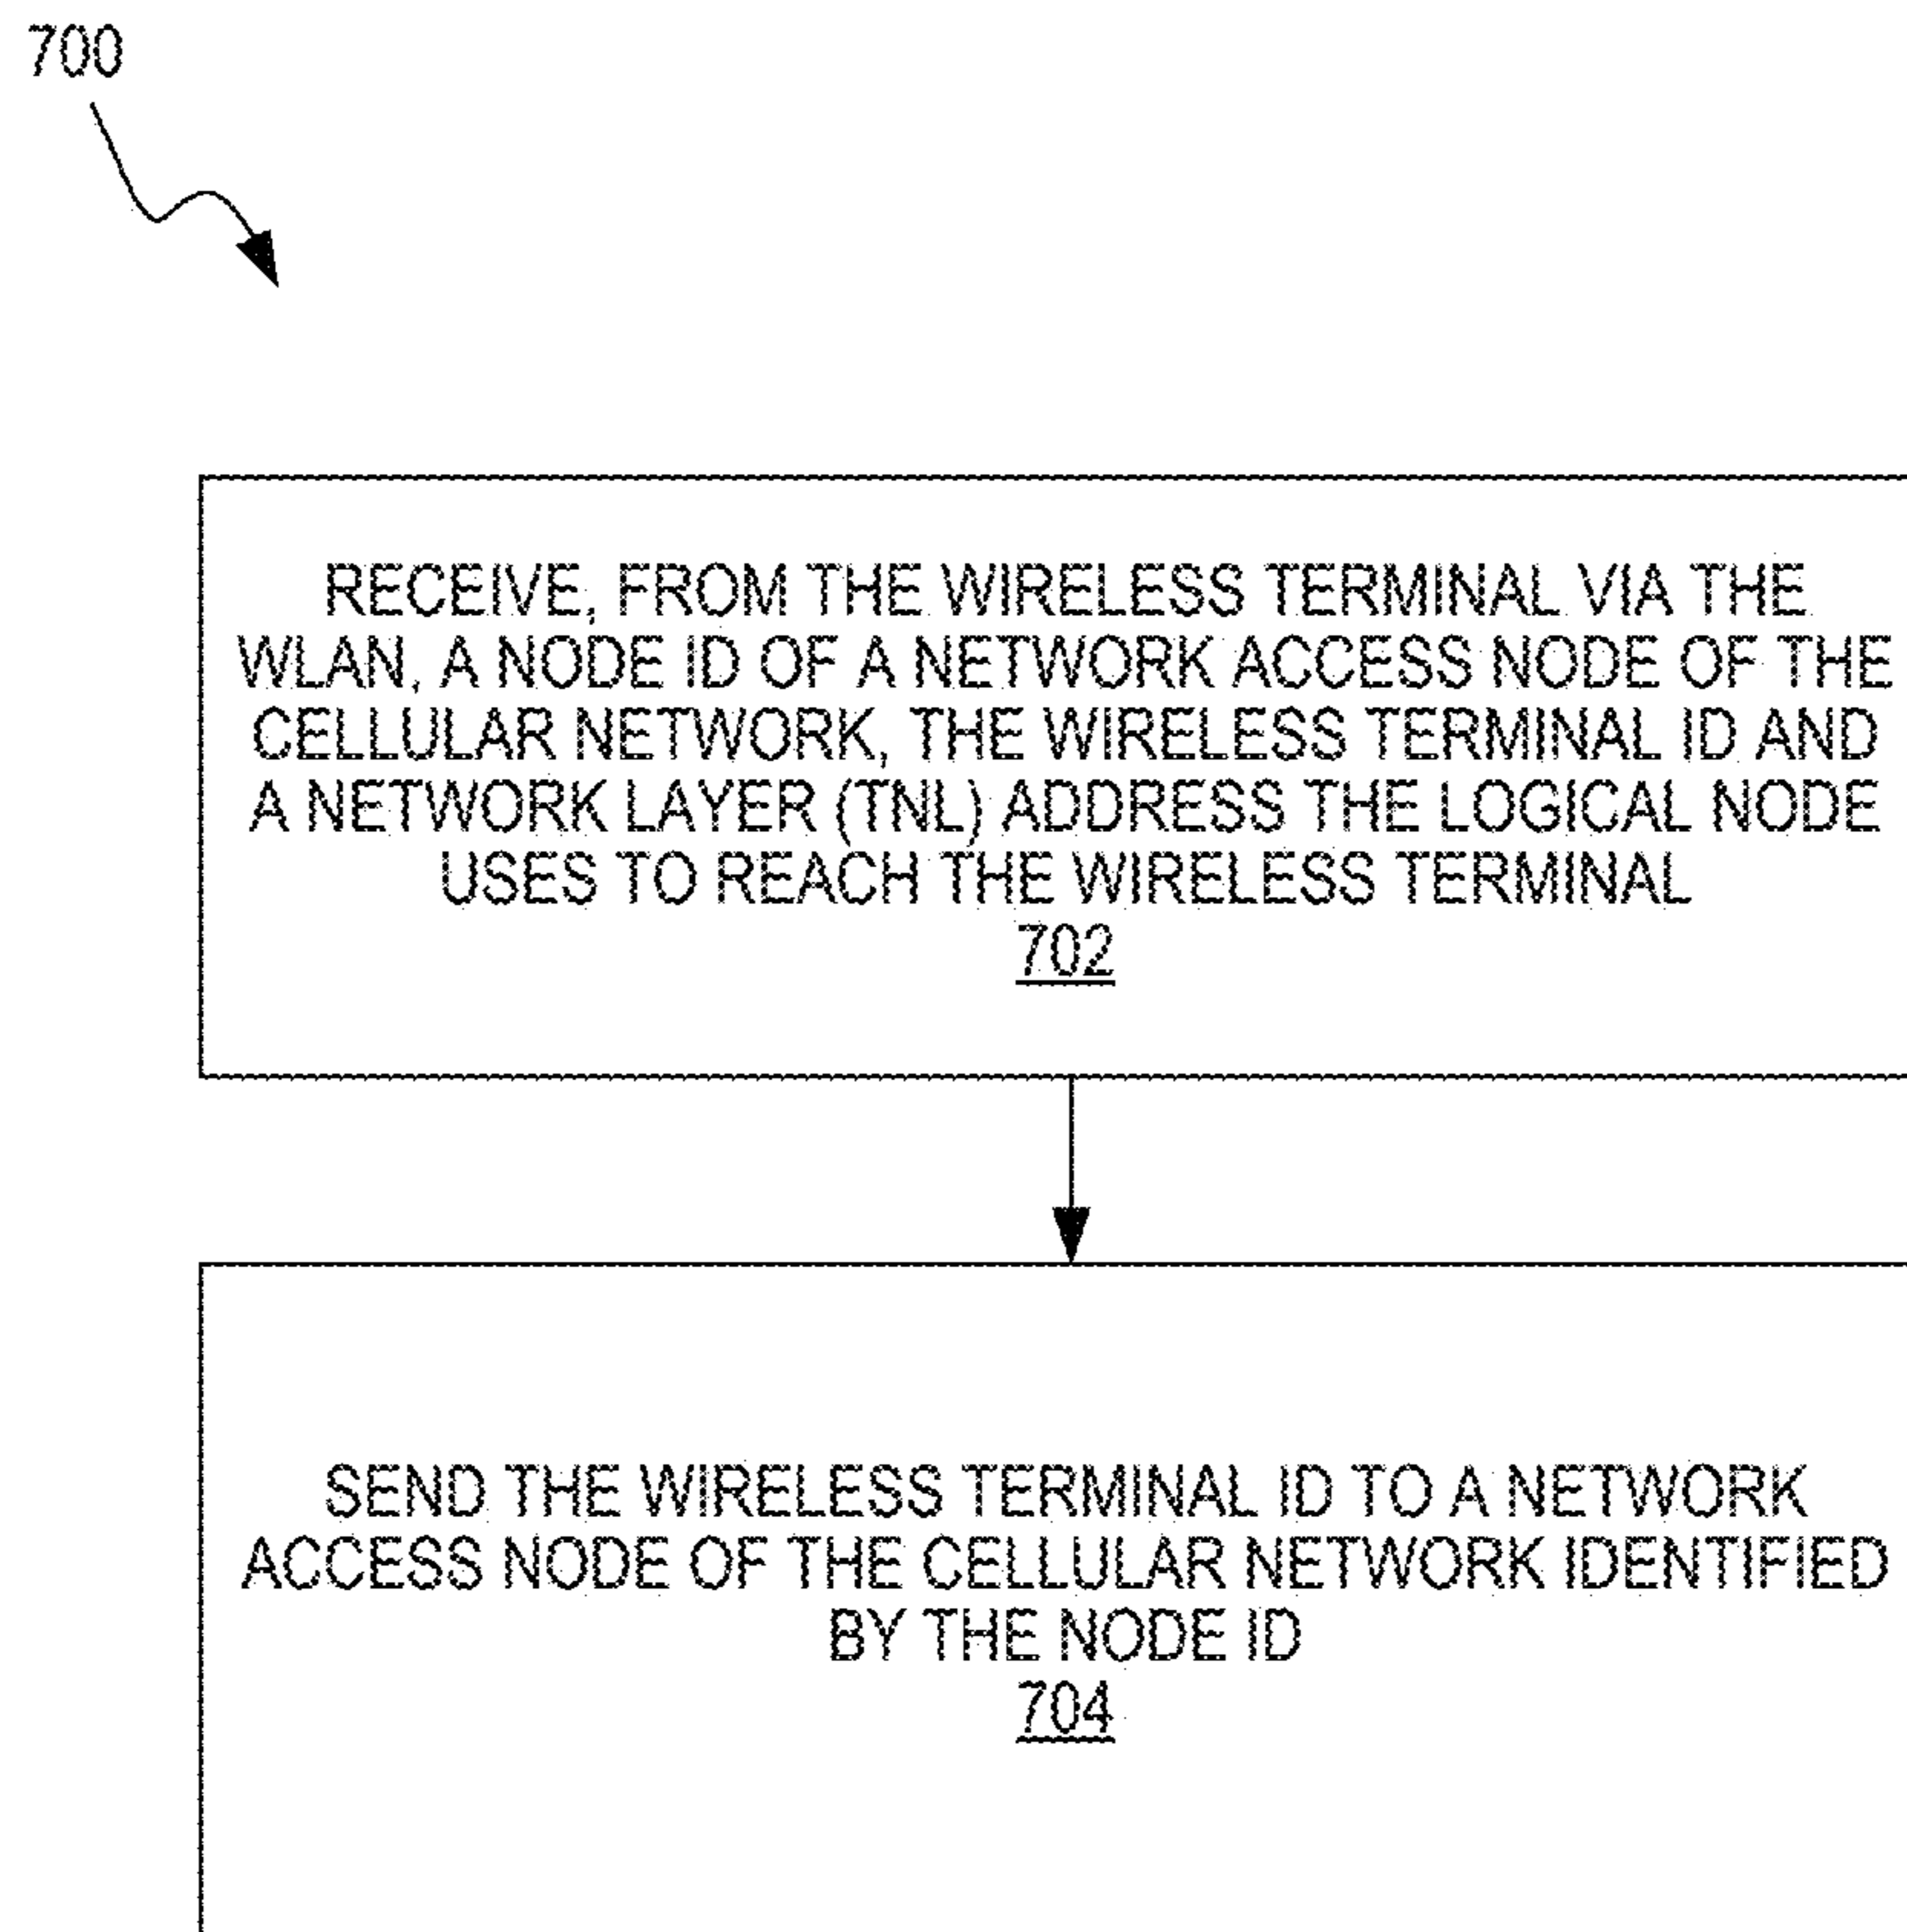 700
RECEIVE, FROM THE WIRELESS TERMINAL VIA THE
WLAN, A NODE ID OF A NETWORK ACCESS NODE OF THE
CELLULAR NETWORK, THE WIRELESS TERMINAL ID AND
A NETWORK LAYER (TNL) ADDRESS THE LOGICAL NODE
USES TO REACH THE WIRELESS TERMINAL
702
SEND THE WIRELESS TERMINAL ID TO A NETWORK
ACCESS NODE OF THE CELLULAR NETWORK IDENTIFIED
BY THE NODE ID
704